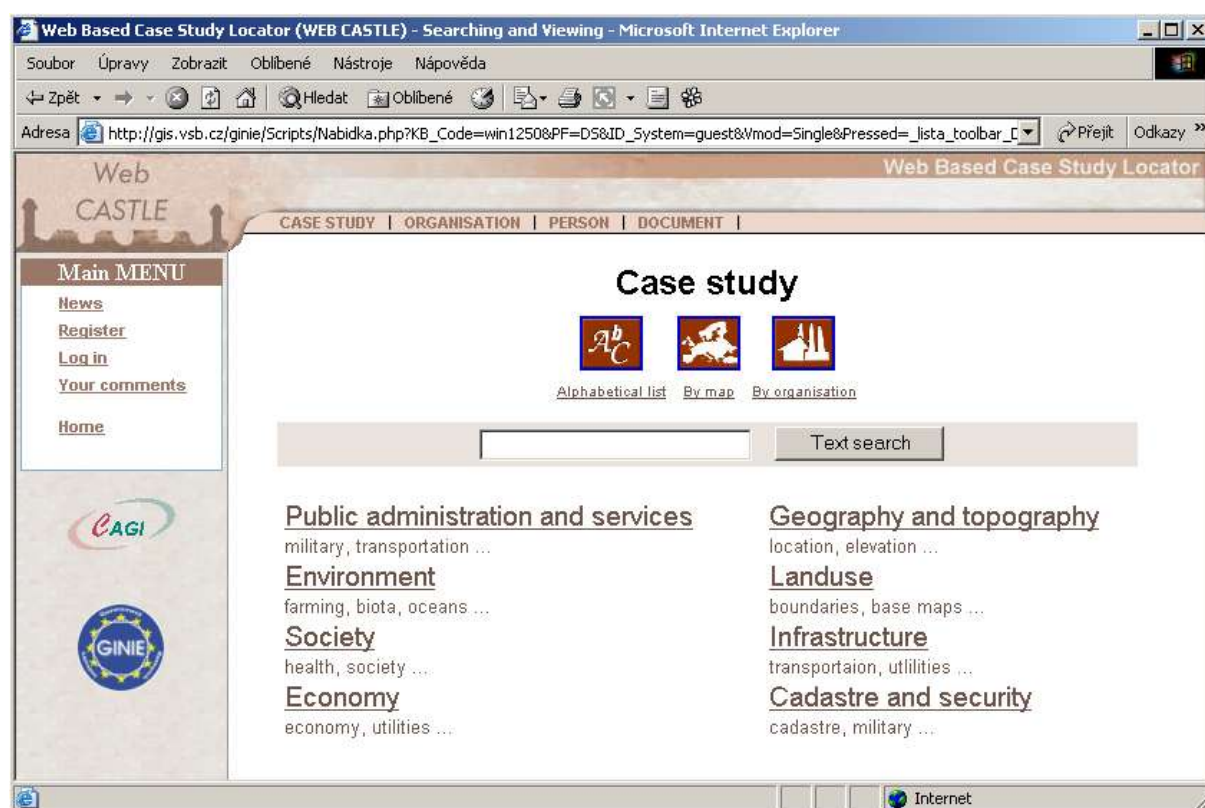 Web Based Case Study Locator (WEB CASTLE) - Searching and Viewing - Microsoft Internet Explorer
Soubor Úpravy Zobrazit Oblíbené Nástroje Nápověda
Zpět Hledat Oblíbené
Adresa http://gis.vsb.cz/ginie/Scripts/Nabidka.php?KB_Code=win1250&PF=DS&ID_System=guest&Vmod=Single&Pressed=_lista_toolbar_D Přejít Odkazy »
Web
CASTLE
Web Based Case Study Locator
CASE STUDY | ORGANISATION | PERSON | DOCUMENT |
Main MENU
News
Register
Log in
Your comments
Home
CAGI
GINIE
Case study
AbC
Alphabetical list By map By organisation
Text search
Public administration and services
military, transportation ...
Environment
farming, biota, oceans ...
Society
health, society ...
Economy
economy, utilities ...
Geography and topography
location, elevation ...
Landuse
boundaries, base maps ...
Infrastructure
transportaion, utlilities ...
Cadastre and security
cadastre, military ...
Internet